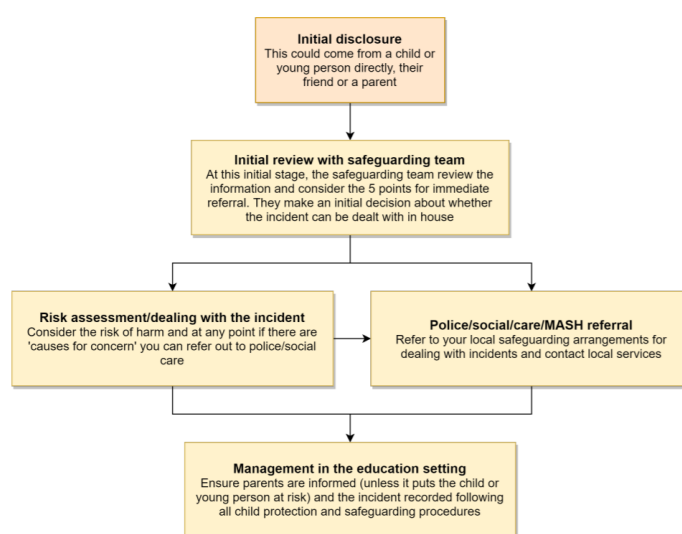 Initial disclosure
This could come from a child or
young person directly, their
friend or a parent
Initial review with safeguarding team
At this initial stage, the safeguarding team review the
information and consider the 5 points for immediate
referral. They make an initial decision about whether
the incident can be dealt with in house
Risk assessment/dealing with the incident
Consider the risk of harm and at any point if there are
'causes for concern' you can refer out to police/social
care
Police/social/care/MASH referral
Refer to your local safeguarding arrangements for
dealing with incidents and contact local services
Management in the education setting
Ensure parents are informed (unless it puts the child or
young person at risk) and the incident recorded following
all child protection and safeguarding procedures